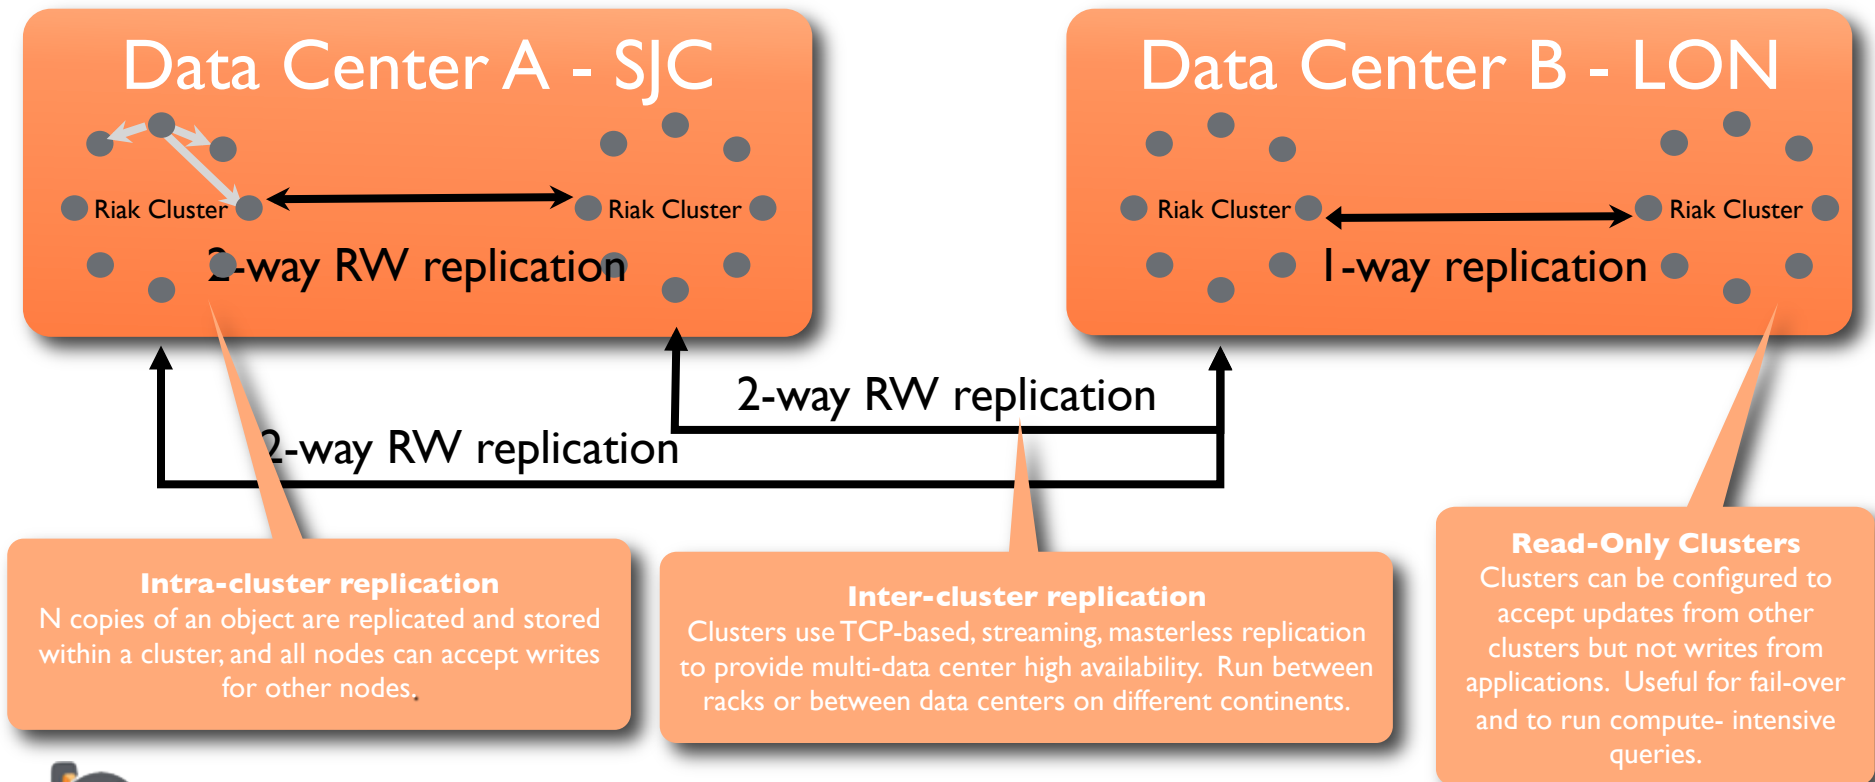 Data Center A - SJC
Data Center B - LON
Riak Cluster
Riak Cluster
Riak Cluster
Riak Cluster
2-way RW replication
1-way replication
2-way RW replication
2-way RW replication
Intra-cluster replication
N copies of an object are replicated and stored
within a cluster, and all nodes can accept writes
for other nodes.
Inter-cluster replication
Clusters use TCP-based, streaming, masterless replication
to provide multi-data center high availability.  Run between
racks or between data centers on different continents.
Read-Only Clusters
Clusters can be configured to
accept updates from other
clusters but not writes from
applications.  Useful for fail-over
and to run compute- intensive
queries.